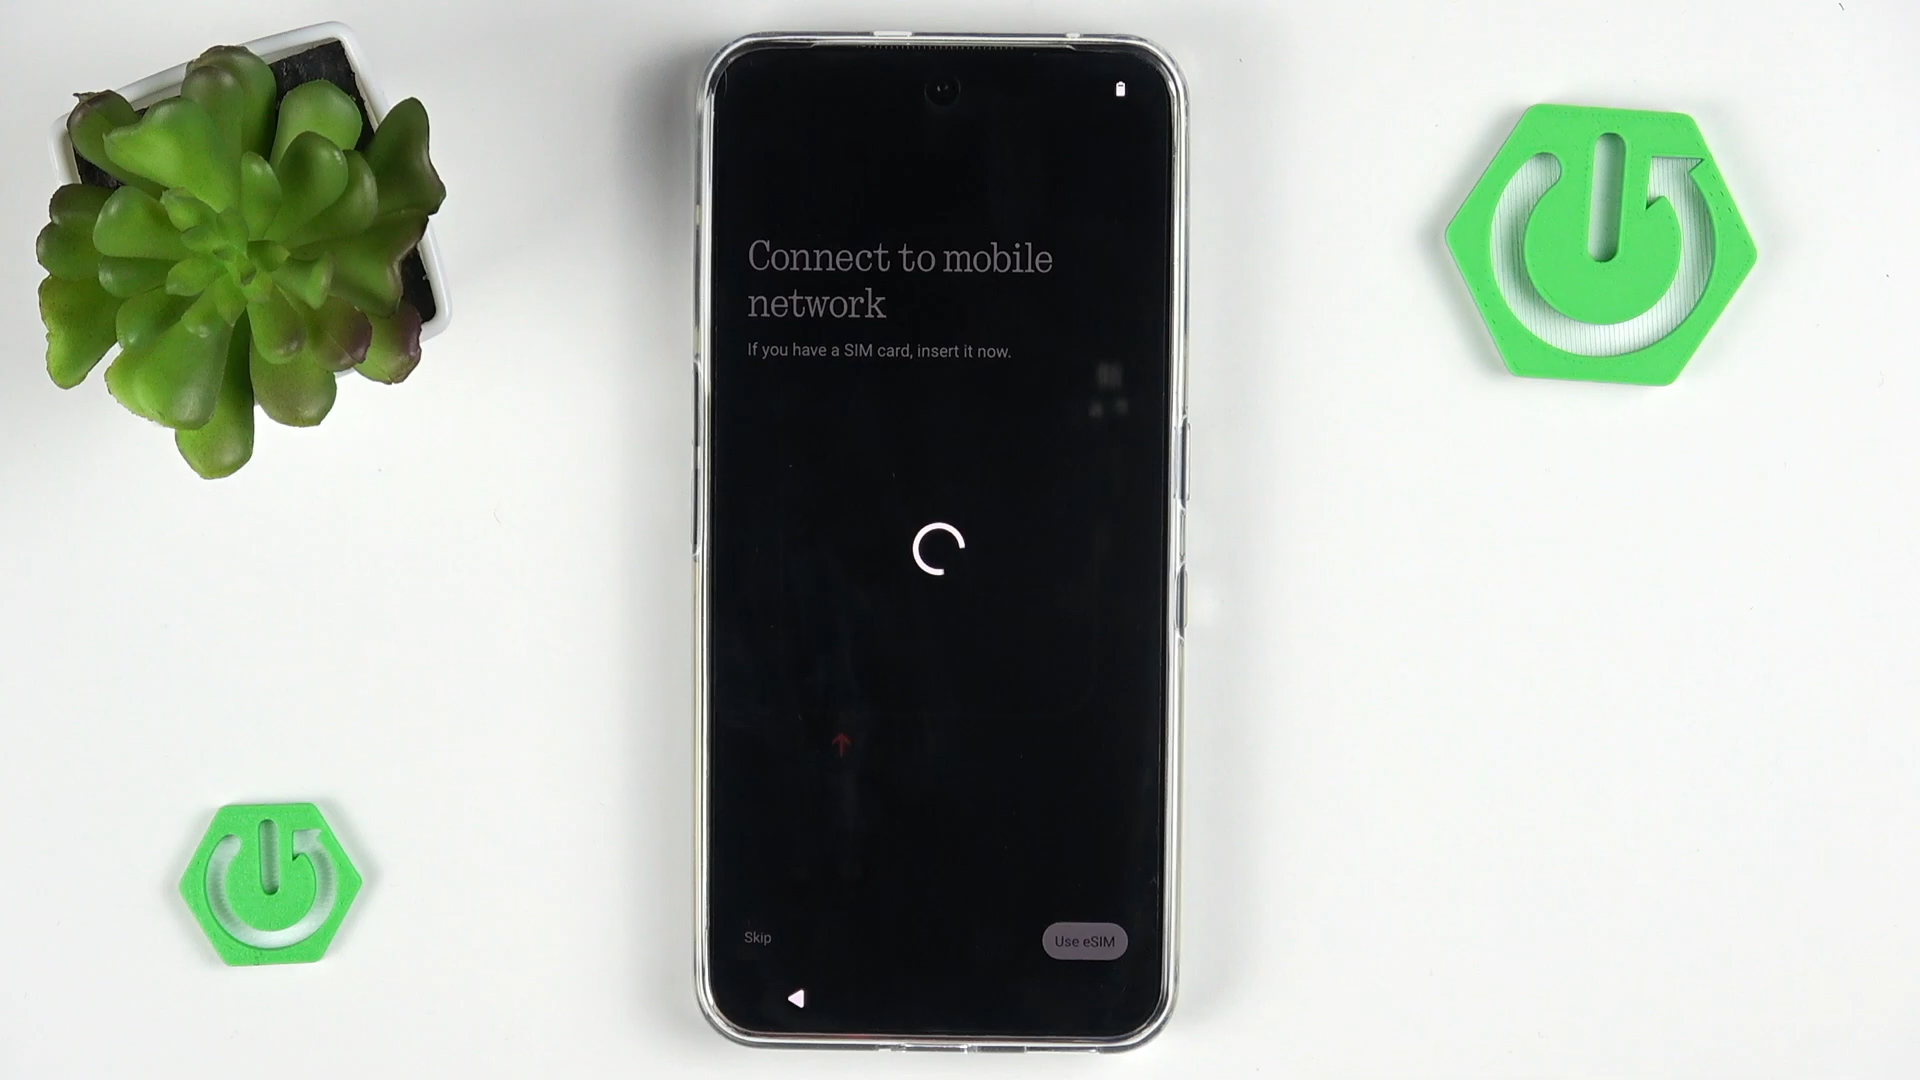 Connect to mobile
network
If you have a SIM card, insert it now.
Skip
Use eSIM